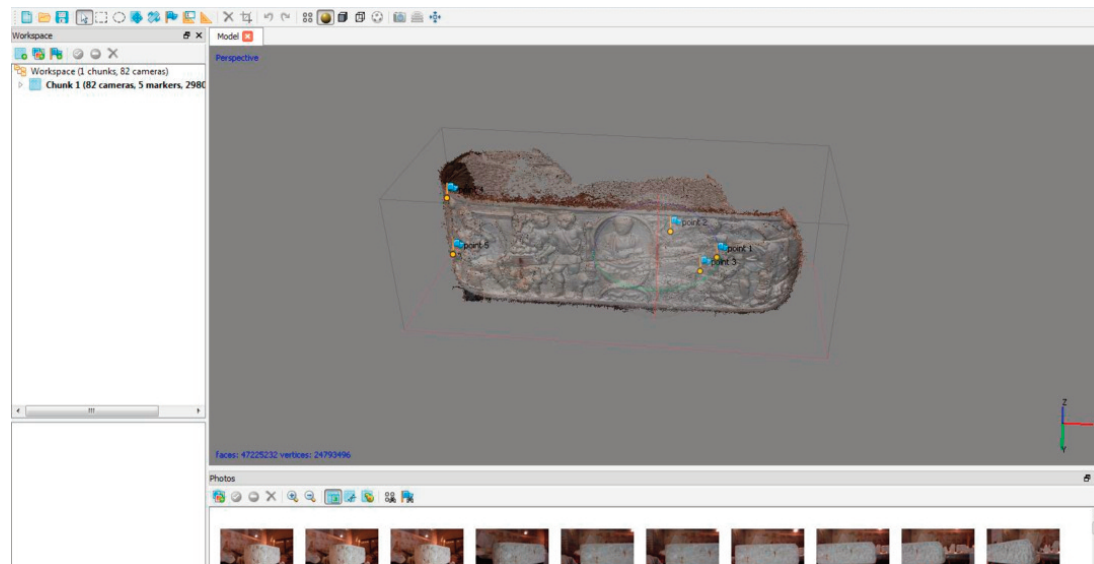 Workspace
Model
Workspace (1 chunks, 82 cameras)
Chunk 1 (82 cameras, 5 markers, 2980
Perspective
point 2
point 5
point 1
point 3
Z
Y
faces: 47225232 vertices: 24793496
Photos